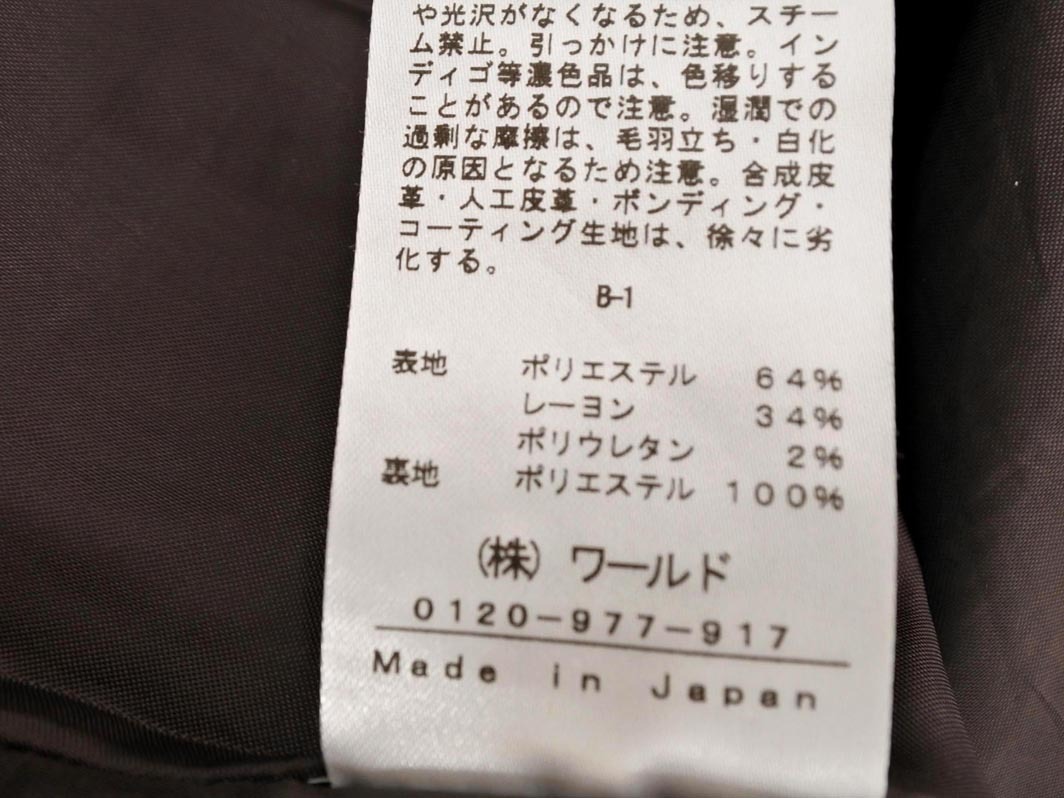 や光沢がなくなるため、スチー
ム禁止。引っかけに注意。イン
ディゴ等濃色品は、色移りする
ことがあるので注意。湿潤での
過剰な摩擦は、毛羽立ち・白化
の原因となるため注意。合成皮
革・人工皮革・ボンディング・
コーティング生地は、徐々に劣
化する。
B-1
表地 ポリエステル 64%
レーヨン 34%
ポリウレタン 2%
裏地 ポリエステル 100%
(株) ワールド
0120-977-917
Made in Japan